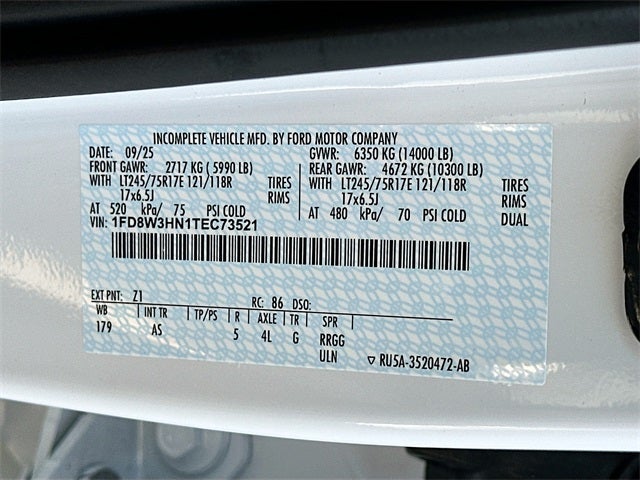 INCOMPLETE VEHICLE MFD. BY FORD MOTOR COMPANY
DATE: 09/25 GVWR: 6350 KG (14000 LB)
FRONT GAWR: 2717 KG ( 5990 LB) REAR GAWR: 4672 KG (10300 LB)
WITH LT245/75R17E 121/118R TIRES WITH LT245/75R17E 121/118R TIRES
17x6.5J RIMS 17x6.5J RIMS
AT 520 kPa/ 75 PSI COLD AT 480 kPa/ 70 PSI COLD DUAL
VIN: 1FD8W3HN1TEC73521
EXT PNT: Z1 RC: 86 DSO:
WB INT TR TP/PS R AXLE TR SPR
179 AS 5 4L G RRGG
ULN ▽ RU5A-3520472-AB